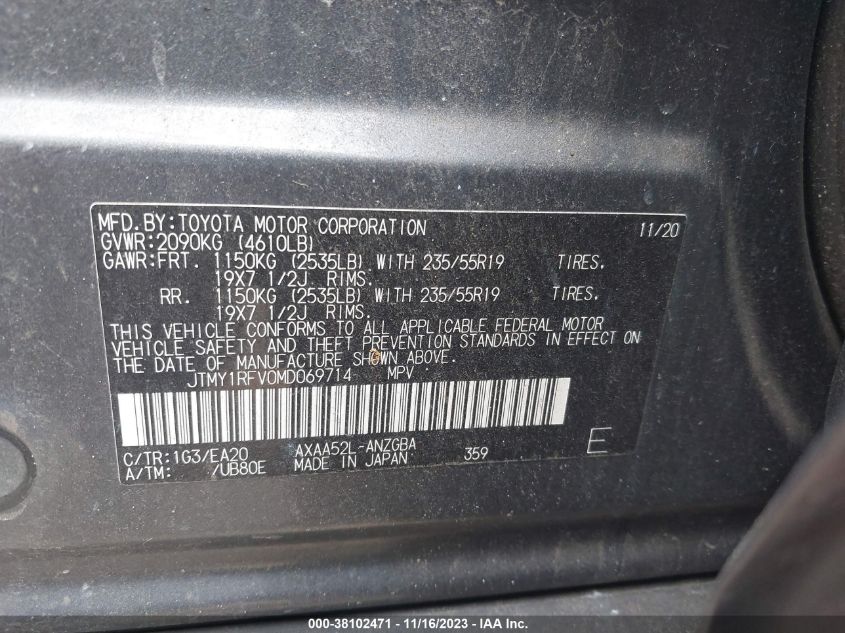 MFD.BY:TOYOTA MOTOR CORPORATION 11/20
GVWR:2090KG (4610LB)
GAWR:FRT. 1150KG (2535LB) WITH 235/55R19 TIRES.
19X7 1/2J RIMS.
RR. 1150KG (2535LB) WITH 235/55R19 TIRES.
19X7 1/2J RIMS.
THIS VEHICLE CONFORMS TO ALL APPLICABLE FEDERAL MOTOR
VEHICLE SAFETY AND THEFT PREVENTION STANDARDS IN EFFECT ON
THE DATE OF MANUFACTURE SHOWN ABOVE.
JTMY1RFV0MD069714 MPV
C/TR:1G3/EA20 AXAA52L-ANZGBA 359 E
A/TM: /UB80E MADE IN JAPAN
000-38102471 - 11/16/2023 - IAA Inc.